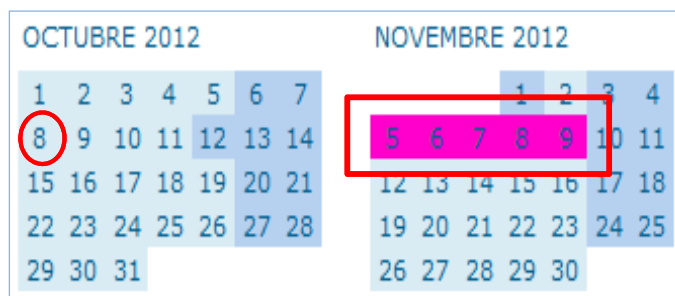 OCTUBRE 2012
1 2 3 4 5 6 7
8 9 10 11 12 13 14
15 16 17 18 19 20 21
22 23 24 25 26 27 28
29 30 31
NOVEMBRE 2012
1 2 3 4
5 6 7 8 9 10 11
12 13 14 15 16 17 18
19 20 21 22 23 24 25
26 27 28 29 30